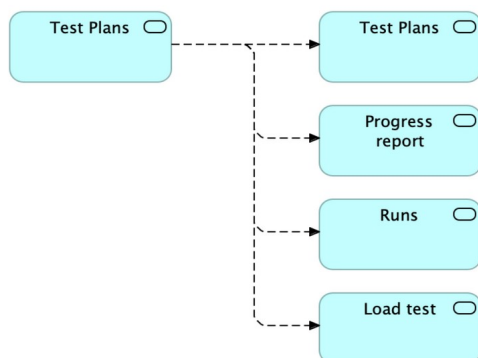 Test Plans
Test Plans
Progress
report
Runs
Load test